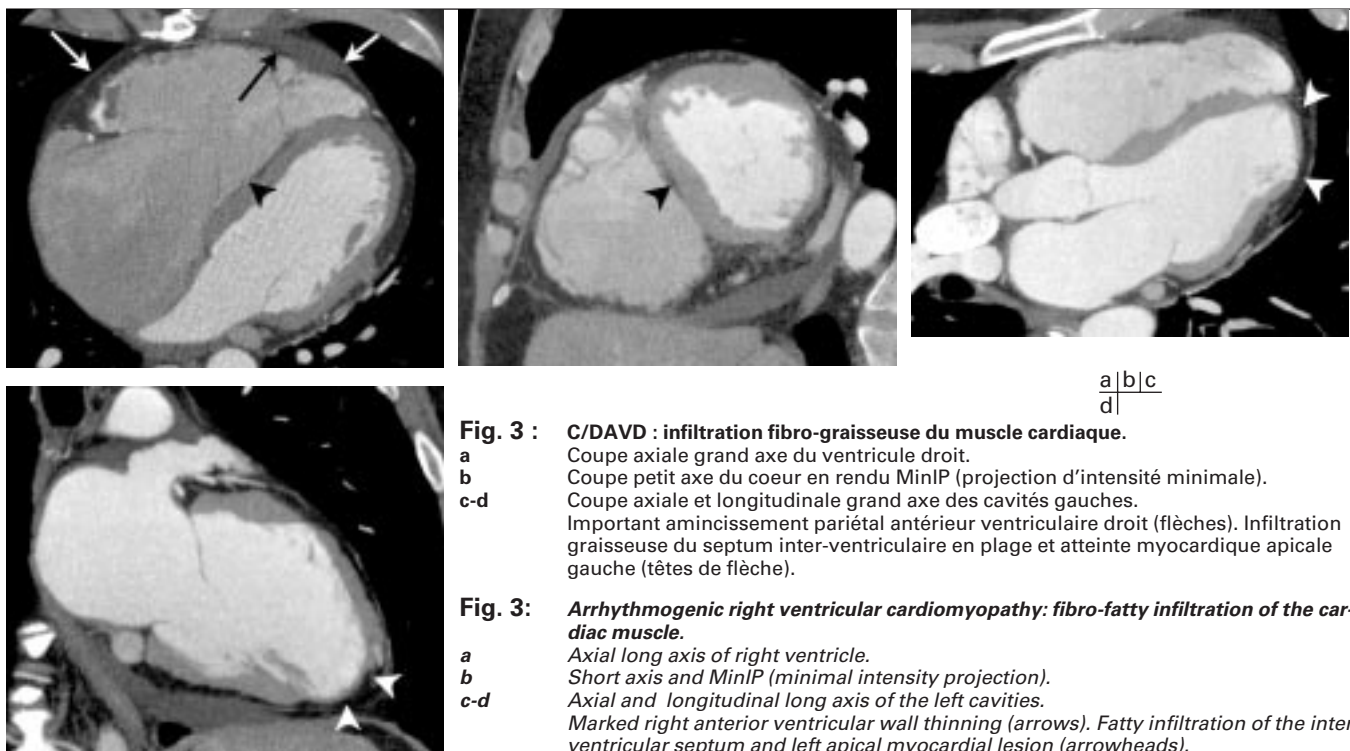 a|b|c
d|
Fig. 3 : C/DAVD : infiltration fibro-graisseuse du muscle cardiaque.
a Coupe axiale grand axe du ventricule droit.
b Coupe petit axe du coeur en rendu MinIP (projection d'intensité minimale).
c-d Coupe axiale et longitudinale grand axe des cavités gauches.
Important amincissement pariétal antérieur ventriculaire droit (flèches). Infiltration
graisseuse du septum inter-ventriculaire en plage et atteinte myocardique apicale
gauche (têtes de flèche).
Fig. 3: Arrhythmogenic right ventricular cardiomyopathy: fibro-fatty infiltration of the car-
diac muscle.
a Axial long axis of right ventricle.
b Short axis and MinIP (minimal intensity projection).
c-d Axial and longitudinal long axis of the left cavities.
Marked right anterior ventricular wall thinning (arrows). Fatty infiltration of the inter
ventricular septum and left apical myocardial lesion (arrowheads).